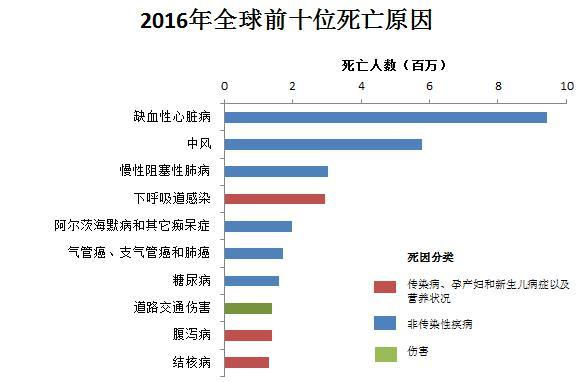 2016年全球前十位死亡原因
死亡人数（百万）
0 2 4 6 8 10
缺血性心脏病
中风
慢性阻塞性肺病
下呼吸道感染
阿尔茨海默病和其它痴呆症
气管癌、支气管癌和肺癌
糖尿病
道路交通伤害
腹泻病
结核病
死因分类
传染病、孕产妇和新生儿病症以及
营养状况
非传染性疾病
伤害